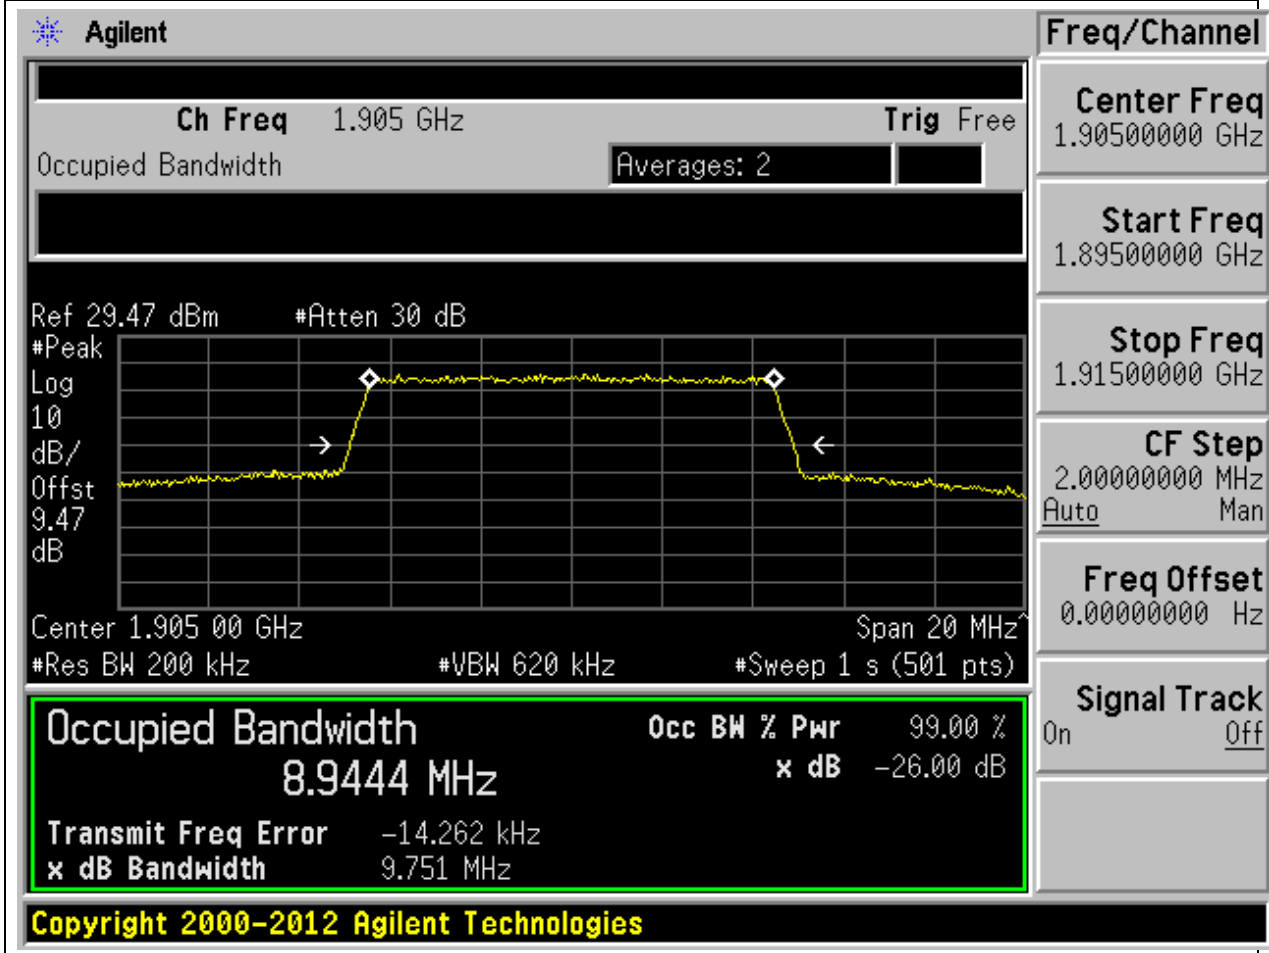 Agilent
Freq/Channel
Ch Freq 1.905 GHz Trig Free
Occupied Bandwidth Averages: 2
Center Freq
1.90500000 GHz
Start Freq
1.89500000 GHz
Stop Freq
1.91500000 GHz
CF Step
2.00000000 MHz
Auto Man
Freq Offset
0.00000000 Hz
Signal Track
On Off
Ref 29.47 dBm #Atten 30 dB
#Peak
Log
10
dB/
Offst
9.47
dB
Center 1.905 00 GHz Span 20 MHz^
#Res BW 200 kHz #VBW 620 kHz #Sweep 1 s (501 pts)
Occupied Bandwidth Occ BW % Pwr 99.00 %
8.9444 MHz x dB -26.00 dB
Transmit Freq Error -14.262 kHz
x dB Bandwidth 9.751 MHz
Copyright 2000-2012 Agilent Technologies